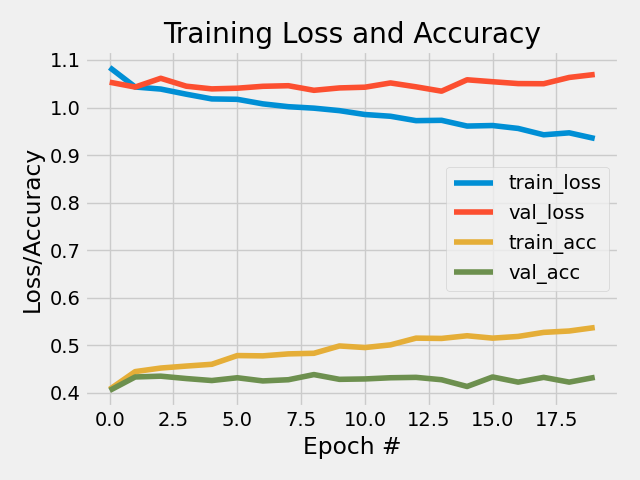 Training Loss and Accuracy
1.1
1.0
0.9
0.8
0.7
0.6
0.5
0.4
Loss/Accuracy
train_loss
val_loss
train_acc
val_acc
0.0 2.5 5.0 7.5 10.0 12.5 15.0 17.5
Epoch #